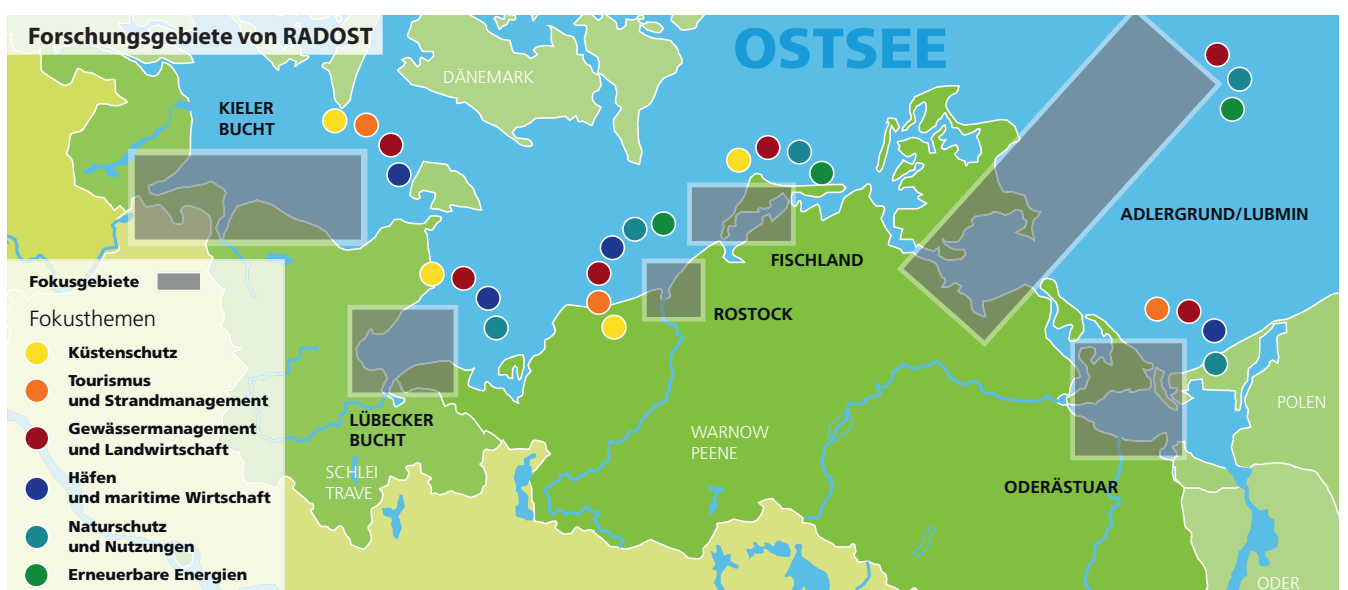 Forschungsgebiete von RADOST
OSTSEE
DÄNEMARK
KIELER
BUCHT
ADLERGRUND/LUBMIN
FISCHLAND
ROSTOCK
Fokusgebiete
Fokusthemen
Küstenschutz
Tourismus
und Strandmanagement
Gewässermanagement
und Landwirtschaft
Häfen
und maritime Wirtschaft
Naturschutz
und Nutzungen
Erneuerbare Energien
LÜBECKER
BUCHT
SCHLEI
TRAVE
WARNOW
PEENE
POLEN
ODERÄSTUAR
ODER